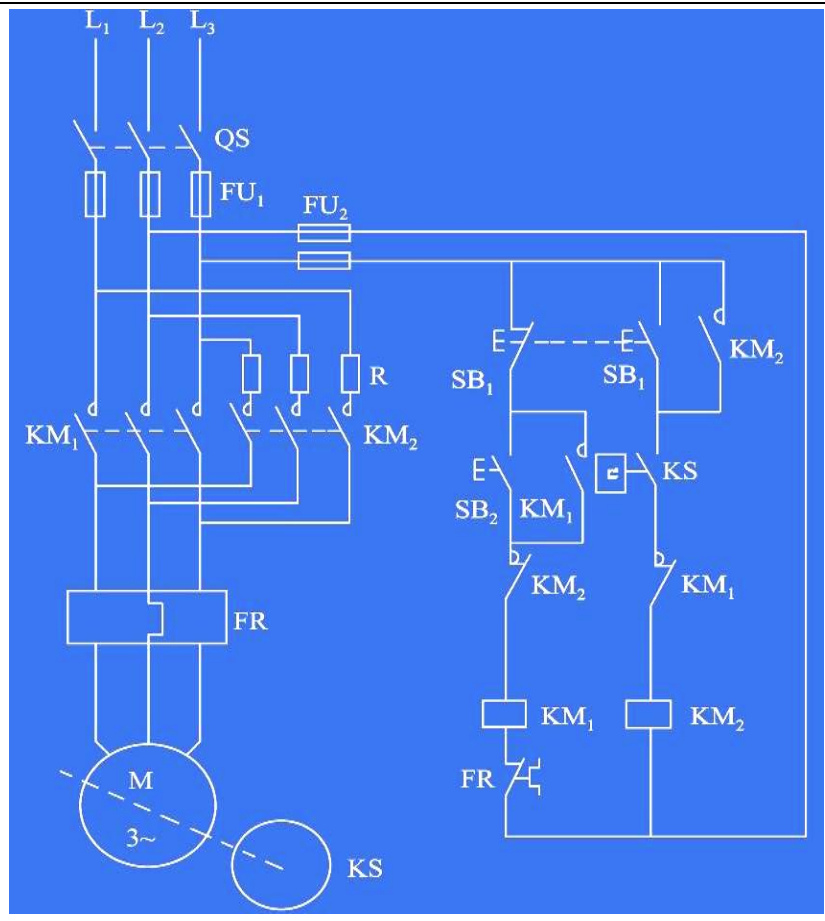 L₁ L₂ L₃
QS
FU₁
FU₂
SB₁
SB₁
KM₂
R
KM₁
KM₂
KS
SB₂
KM₁
KM₂
KM₁
FR
KM₁
KM₂
FR
M
3~
KS